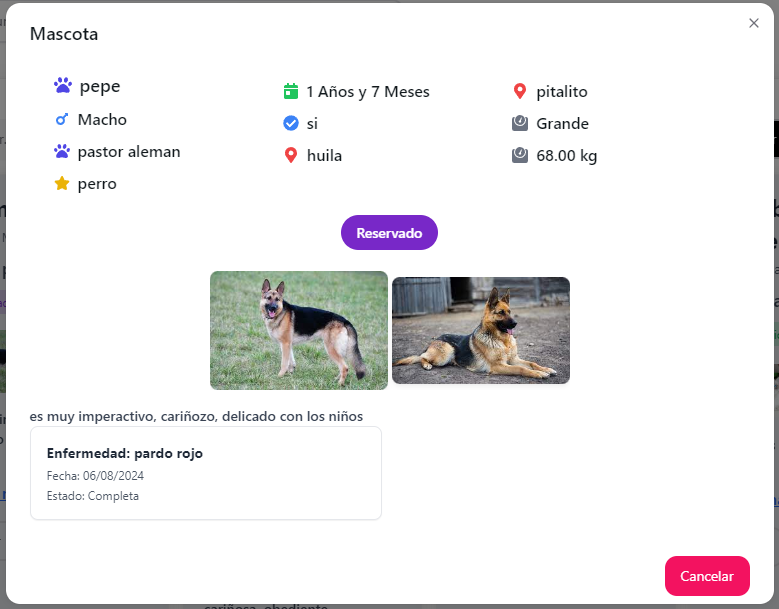 Mascota
pepe
Macho
pastor aleman
perro
1 Años y 7 Meses
si
huila
pitalito
Grande
68.00 kg
Reservado
es muy imperactivo, cariñozo, delicado con los niños
Enfermedad: pardo rojo
Fecha: 06/08/2024
Estado: Completa
Cancelar